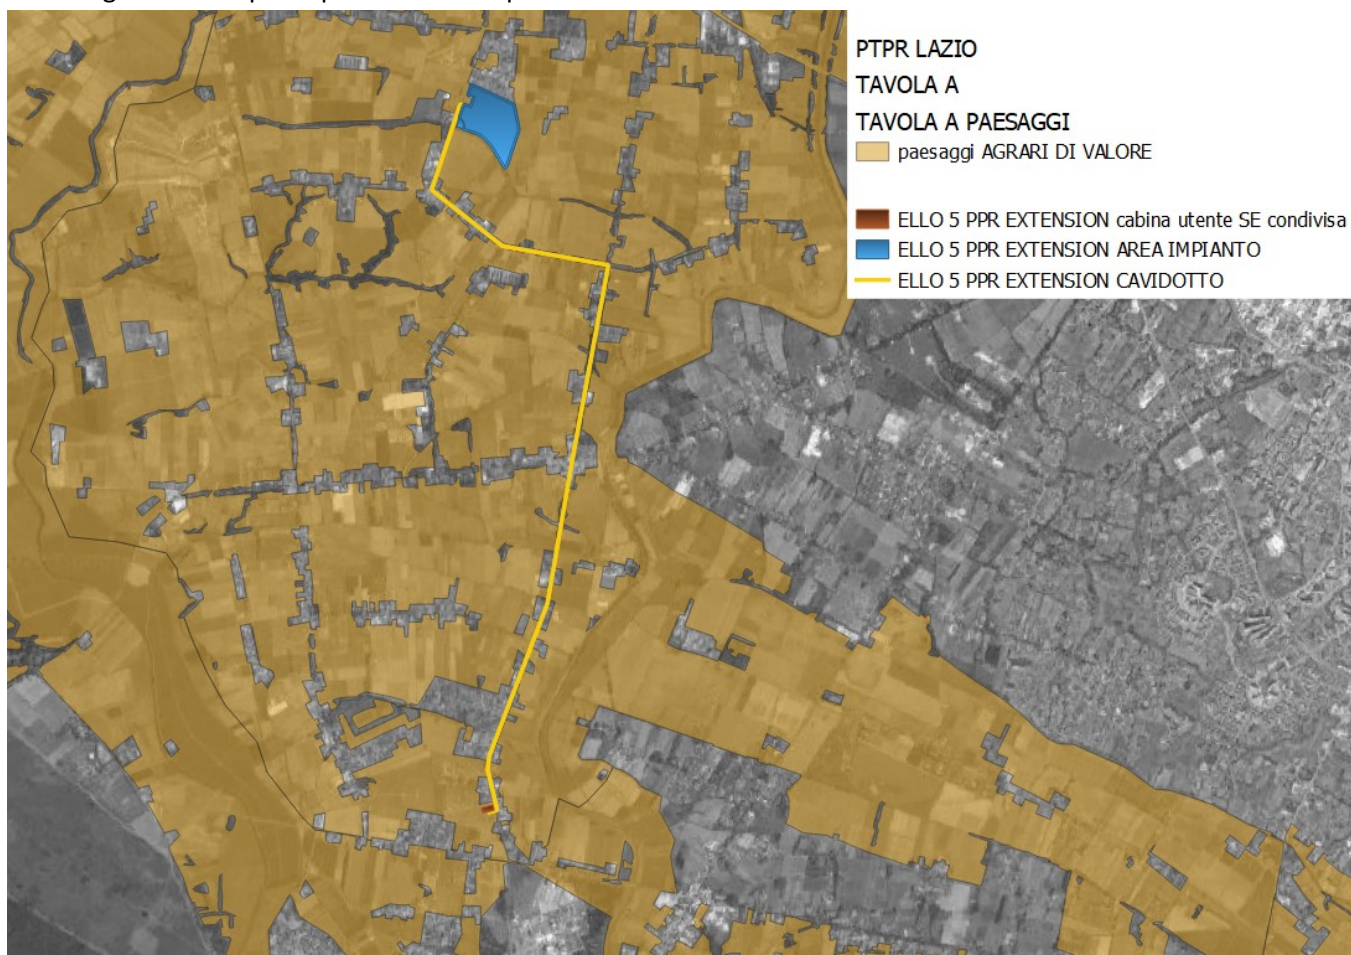 PTPR LAZIO
TAVOLA A
TAVOLA A PAESAGGI
paesaggi AGRARI DI VALORE
ELLO 5 PPR EXTENSION cabina utente SE condivisa
ELLO 5 PPR EXTENSION AREA IMPIANTO
ELLO 5 PPR EXTENSION CAVIDOTTO